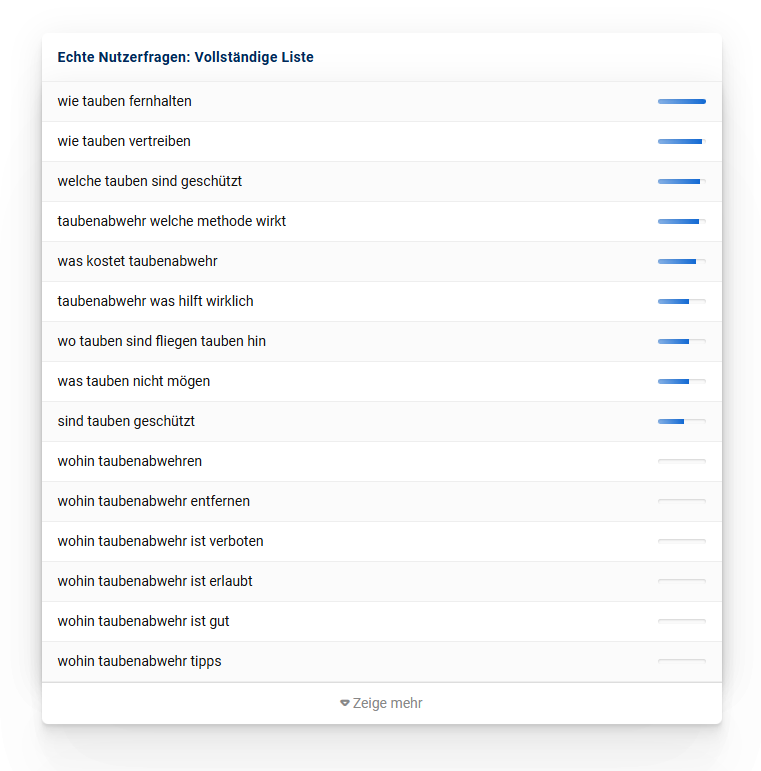 Echte Nutzerfragen: Vollständige Liste
wie tauben fernhalten
wie tauben vertreiben
welche tauben sind geschützt
taubenabwehr welche methode wirkt
was kostet taubenabwehr
taubenabwehr was hilft wirklich
wo tauben sind fliegen tauben hin
was tauben nicht mögen
sind tauben geschützt
wohin taubenabwehren
wohin taubenabwehr entfernen
wohin taubenabwehr ist verboten
wohin taubenabwehr ist erlaubt
wohin taubenabwehr ist gut
wohin taubenabwehr tipps
Zeige mehr